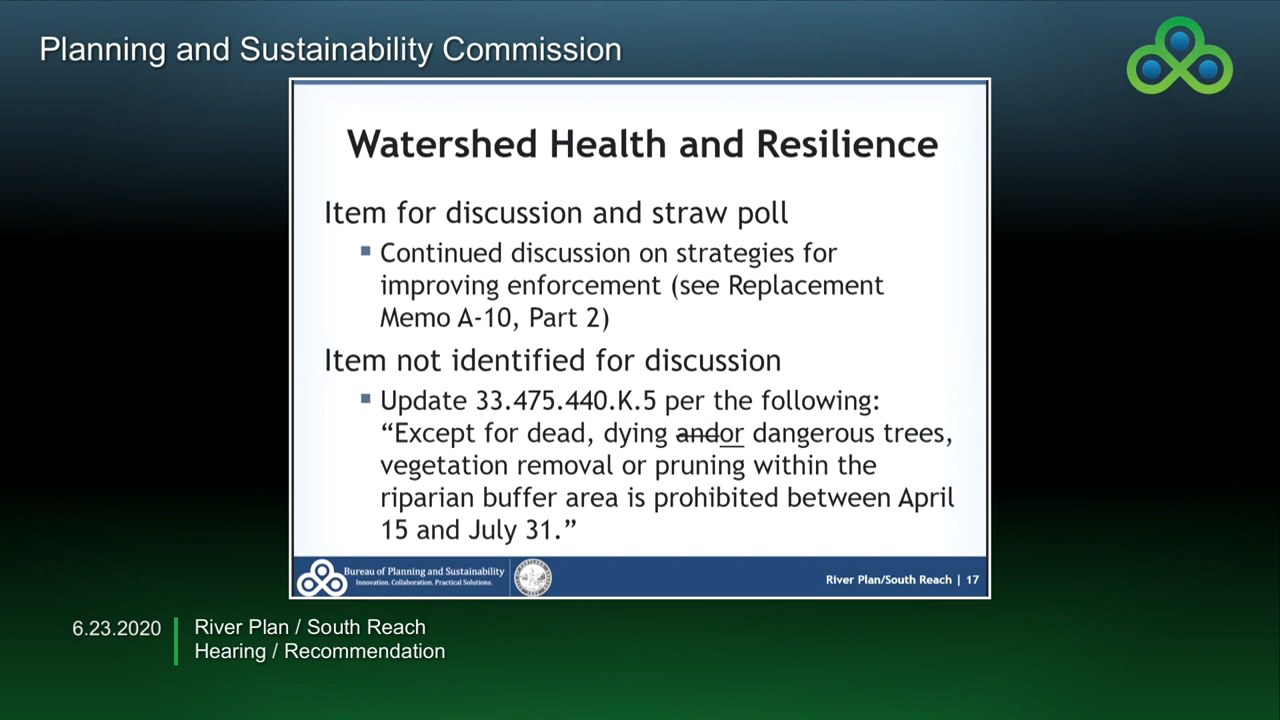 Planning and Sustainability Commission
Watershed Health and Resilience
Item for discussion and straw poll
Continued discussion on strategies for
improving enforcement (see Replacement
Memo A-10, Part 2)
Item not identified for discussion
Update 33.475.440.K.5 per the following:
“Except for dead, dying andor dangerous trees,
vegetation removal or pruning within the
riparian buffer area is prohibited between April
15 and July 31.”
Bureau of Planning and Sustainability
Innovation. Collaboration. Practical Solutions.
River Plan/South Reach | 17
6.23.2020
River Plan / South Reach
Hearing / Recommendation